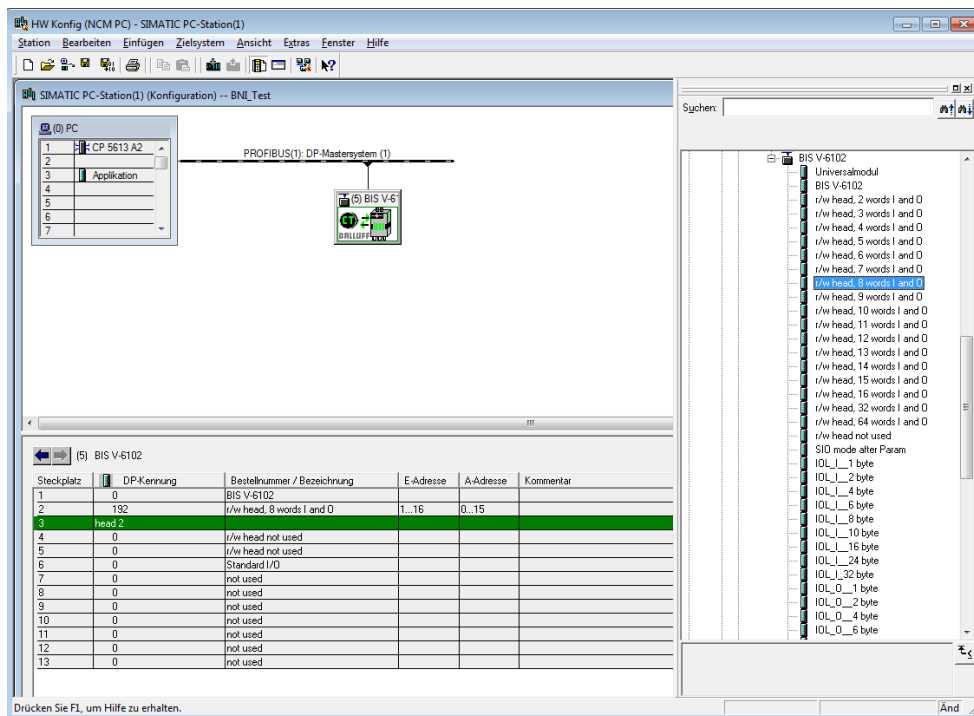 HW Konfig (NCM PC) - SIMATIC PC-Station(1)
Station Bearbeiten Einfügen Zielsystem Ansicht Extras Fenster Hilfe
SIMATIC PC-Station(1) (Konfiguration) -- BNI_Test
(0) PC
1 CP 5613 A2
2
3 Applikation
4
5
6
7
PROFIBUS(1): DP-Mastersystem (1)
(5) BIS V-6
BALLUFF
Suchen:
BIS V-6102
Universalmodul
BIS V-6102
r/w head, 2 words I and O
r/w head, 3 words I and O
r/w head, 4 words I and O
r/w head, 5 words I and O
r/w head, 6 words I and O
r/w head, 7 words I and O
r/w head, 8 words I and O
r/w head, 9 words I and O
r/w head, 10 words I and O
r/w head, 11 words I and O
r/w head, 12 words I and O
r/w head, 13 words I and O
r/w head, 14 words I and O
r/w head, 15 words I and O
r/w head, 16 words I and O
r/w head, 32 words I and O
r/w head, 64 words I and O
r/w head not used
SIO mode after Param
IOL_I__1 byte
IOL_I__2 byte
IOL_I__4 byte
IOL_I__6 byte
IOL_I__8 byte
IOL_I__10 byte
IOL_I__16 byte
IOL_I__24 byte
IOL_I_32 byte
IOL_O__1 byte
IOL_O__2 byte
IOL_O__4 byte
IOL_O__6 byte
(5) BIS V-6102
Steckplatz DP-Kennung Bestellnummer / Bezeichnung E-Adresse A-Adresse Kommentar
1 0 BIS V-6102
2 192 r/w head, 8 words I and O 1...16 0...15
3 head 2
4 0 r/w head not used
5 0 r/w head not used
6 0 Standard I/O
7 0 not used
8 0 not used
9 0 not used
10 0 not used
11 0 not used
12 0 not used
13 0 not used
Drücken Sie F1, um Hilfe zu erhalten.
Änd